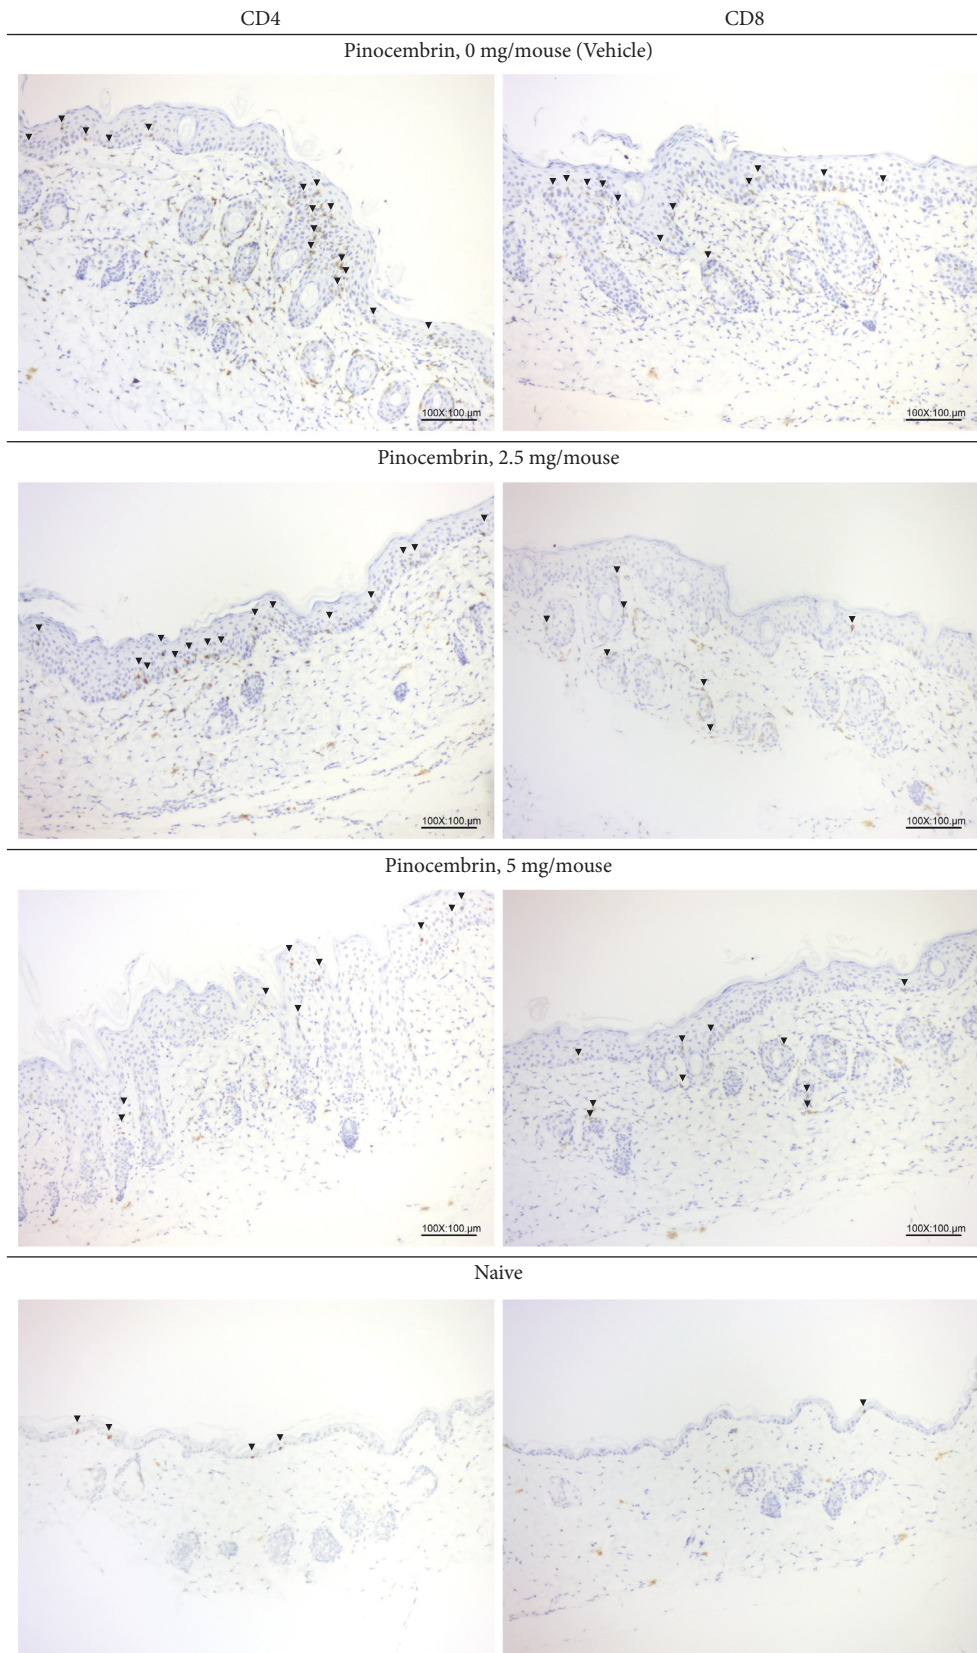 CD4 CD8
Pinocembrin, 0 mg/mouse (Vehicle)
100X:100.µm 100X:100.µm
Pinocembrin, 2.5 mg/mouse
100X:100.µm 100X:100.µm
Pinocembrin, 5 mg/mouse
100X:100.µm 100X:100.µm
Naive